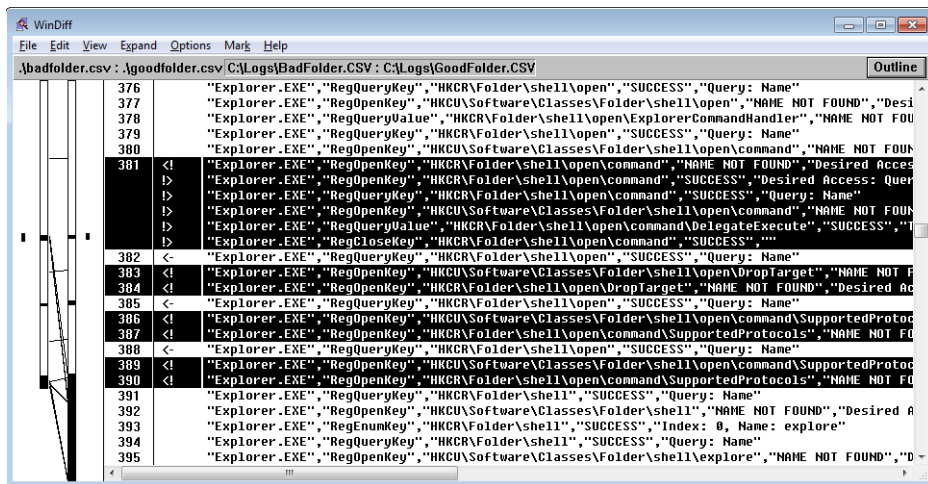 WinDiff
File Edit View Expand Options Mark Help
.\badfolder.csv : .\goodfolder.csv C:\Logs\BadFolder.CSV : C:\Logs\GoodFolder.CSV Outline
376 "Explorer.EXE","RegQueryKey","HKCR\Folder\shell\open","SUCCESS","Query: Name"
377 "Explorer.EXE","RegOpenKey","HKCU\Software\Classes\Folder\shell\open","NAME NOT FOUND","Desi
378 "Explorer.EXE","RegQueryValue","HKCR\Folder\shell\open\ExplorerCommandHandler","NAME NOT FOU
379 "Explorer.EXE","RegQueryKey","HKCR\Folder\shell\open","SUCCESS","Query: Name"
380 "Explorer.EXE","RegOpenKey","HKCU\Software\Classes\Folder\shell\open\command","NAME NOT FOUN
381 <! "Explorer.EXE","RegOpenKey","HKCR\Folder\shell\open\command","NAME NOT FOUND","Desired Acces
!> "Explorer.EXE","RegOpenKey","HKCR\Folder\shell\open\command","SUCCESS","Desired Access: Quer
!> "Explorer.EXE","RegQueryKey","HKCR\Folder\shell\open\command","SUCCESS","Query: Name"
!> "Explorer.EXE","RegOpenKey","HKCU\Software\Classes\Folder\shell\open\command","NAME NOT FOUN
!> "Explorer.EXE","RegQueryValue","HKCR\Folder\shell\open\command\DelegateExecute","SUCCESS","T
!> "Explorer.EXE","RegCloseKey","HKCR\Folder\shell\open\command","SUCCESS",""
382 <- "Explorer.EXE","RegQueryKey","HKCR\Folder\shell\open","SUCCESS","Query: Name"
383 <! "Explorer.EXE","RegOpenKey","HKCU\Software\Classes\Folder\shell\open\DropTarget","NAME NOT F
384 <! "Explorer.EXE","RegOpenKey","HKCR\Folder\shell\open\DropTarget","NAME NOT FOUND","Desired Ac
385 <- "Explorer.EXE","RegQueryKey","HKCR\Folder\shell\open","SUCCESS","Query: Name"
386 <! "Explorer.EXE","RegOpenKey","HKCU\Software\Classes\Folder\shell\open\command\SupportedProtoc
387 <! "Explorer.EXE","RegOpenKey","HKCR\Folder\shell\open\command\SupportedProtocols","NAME NOT FO
388 <- "Explorer.EXE","RegQueryKey","HKCR\Folder\shell\open","SUCCESS","Query: Name"
389 <! "Explorer.EXE","RegOpenKey","HKCU\Software\Classes\Folder\shell\open\command\SupportedProtoc
390 <! "Explorer.EXE","RegOpenKey","HKCR\Folder\shell\open\command\SupportedProtocols","NAME NOT FO
391 "Explorer.EXE","RegQueryKey","HKCR\Folder\shell","SUCCESS","Query: Name"
392 "Explorer.EXE","RegOpenKey","HKCU\Software\Classes\Folder\shell","NAME NOT FOUND","Desired A
393 "Explorer.EXE","RegEnumKey","HKCR\Folder\shell","SUCCESS","Index: 0, Name: explore"
394 "Explorer.EXE","RegQueryKey","HKCR\Folder\shell","SUCCESS","Query: Name"
395 "Explorer.EXE","RegOpenKey","HKCU\Software\Classes\Folder\shell\explore","NAME NOT FOUND","D